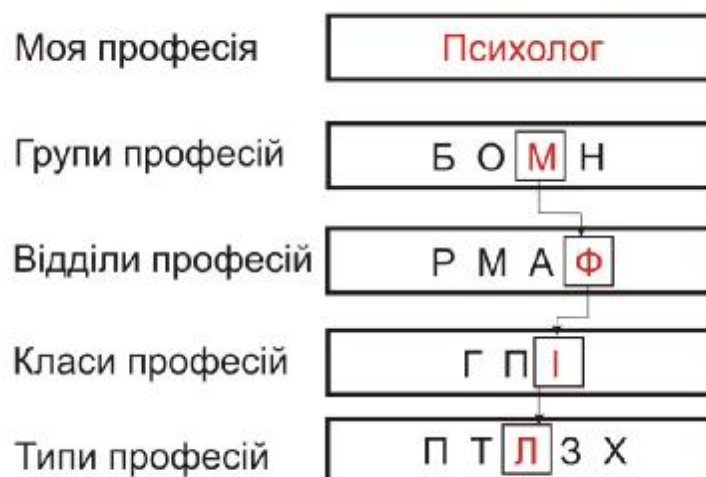 Моя професія Психолог
Групи професій Б О М Н
Відділи професій Р М А Ф
Класи професій Г П І
Типи професій П Т Л З Х